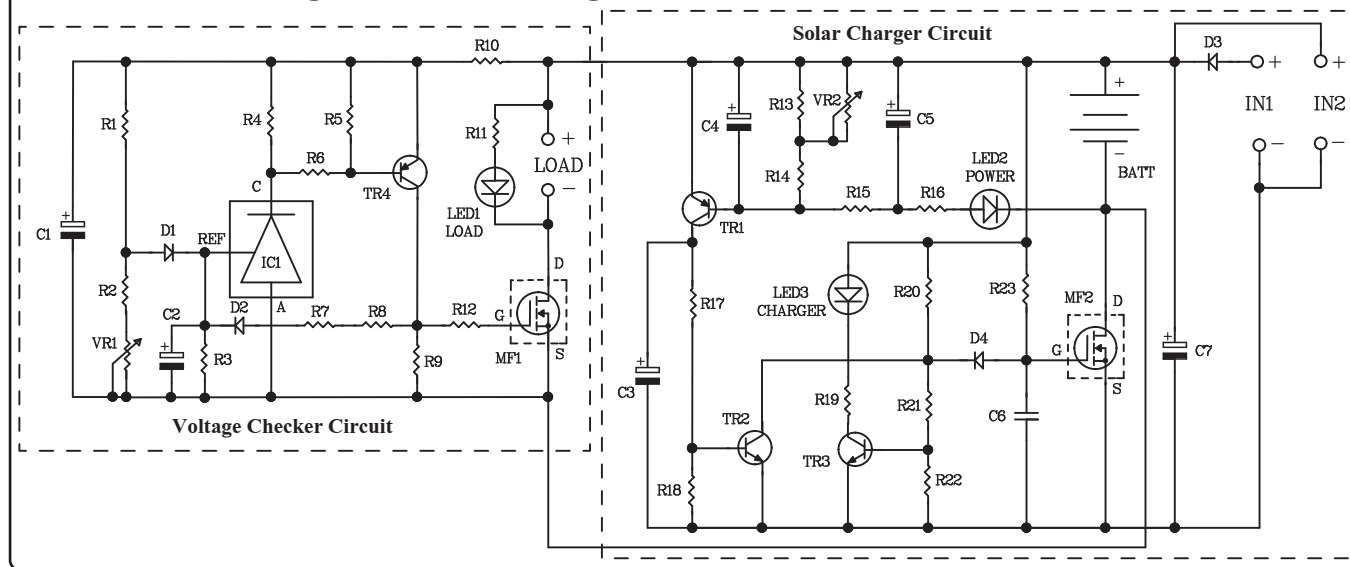 Solar Charger Circuit
R10
D3
+
+
IN1
IN2
R1
R4
R5
R11
+
LOAD
-
C4
R13
VR2
C5
+
-
BATT
-
-
R6
TR4
R14
LED2
POWER
C
LED1
LOAD
R15
R16
C1
D1
REF
IC1
TR1
R2
D
LED3
CHARGER
R17
R20
R23
MF2
D
C2
D2
A
R7
R8
R12
G
MF1
S
VR1
R3
R9
D4
G
S
C7
C3
R19
R21
C6
Voltage Checker Circuit
TR2
TR3
R18
R22